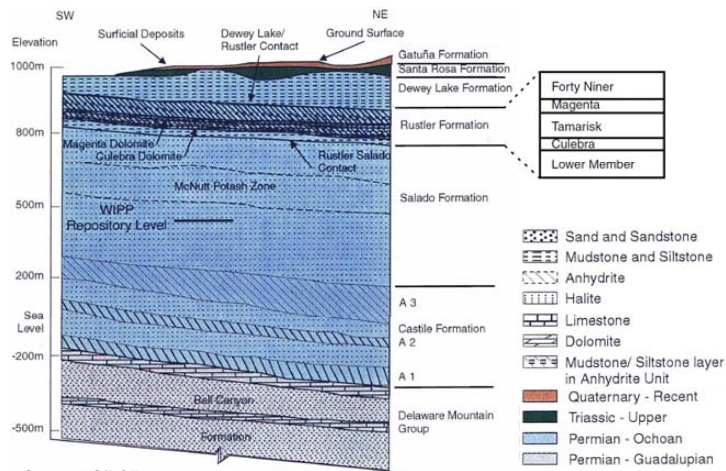 SW
NE
Elevation
Surficial Deposits
Dewey Lake/
Rustler Contact
Ground Surface
1000m
800m
500m
200m
Sea
Level
-200m
-500m
Magenta Dolomite
Culebra Dolomite
Rustler Salado
Contact
McNutt Potash Zone
WIPP
Repository Level
Bell Canyon
Formation
Gatuña Formation
Santa Rosa Formation
Dewey Lake Formation
Rustler Formation
Salado Formation
A 3
Castile Formation
A 2
A 1
Delaware Mountain
Group
Forty Niner
Magenta
Tamarisk
Culebra
Lower Member
Sand and Sandstone
Mudstone and Siltstone
Anhydrite
Halite
Limestone
Dolomite
Mudstone/ Siltstone layer
in Anhydrite Unit
Quaternary - Recent
Triassic - Upper
Permian - Ochoan
Permian - Guadalupian